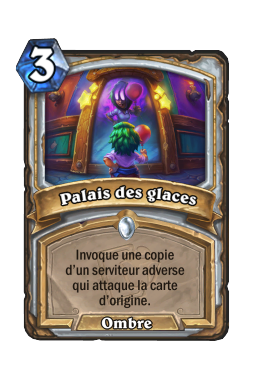 3
Palais des glaces
Invoque une copie
d'un serviteur adverse
qui attaque la carte
d'origine.
Ombre